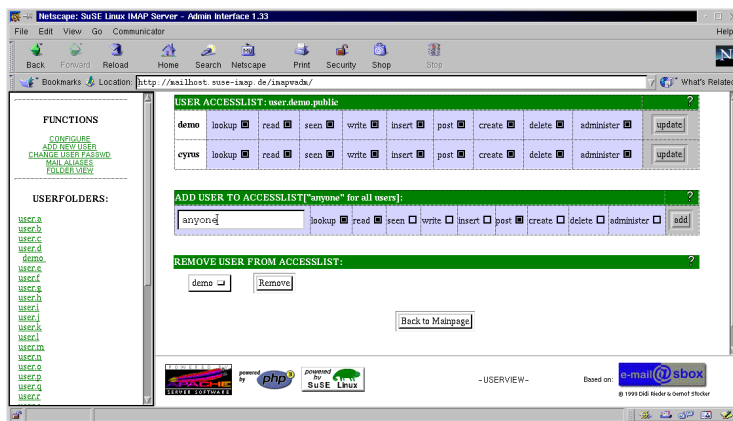 Netscape: SuSE Linux IMAP Server - Admin Interface 1.33
File Edit View Go Communicator Help
Back Forward Reload Home Search Netscape Print Security Shop Stop
Bookmarks Location: http://mailhost.suse-imap.de/imapwadm/ What's Related
FUNCTIONS
CONFIGURE
ADD NEW USER
CHANGE USER PASSWD
MAIL ALIASES
FOLDER VIEW
USERFOLDERS:
user.a
user.b
user.c
user.d
demo
user.e
user.f
user.g
user.h
user.i
user.j
user.k
user.l
user.m
user.n
user.o
user.p
user.q
user.r
USER ACCESSLIST: user.demo.public ?
demo lookup read seen write insert post create delete administer update
cyrus lookup read seen write insert post create delete administer update
ADD USER TO ACCESSLIST["anyone" for all users]: ?
anyone lookup read seen write insert post create delete administer add
REMOVE USER FROM ACCESSLIST: ?
demo Remove
Back to Mainpage
POWERED BY
APACHE
SERVER SOFTWARE
powered
by php3
powered
by
SuSE Linux
-USERVIEW-
Based on:
e-mail@sbox
@ 1999 Didi Rieder & Gernot Stocker